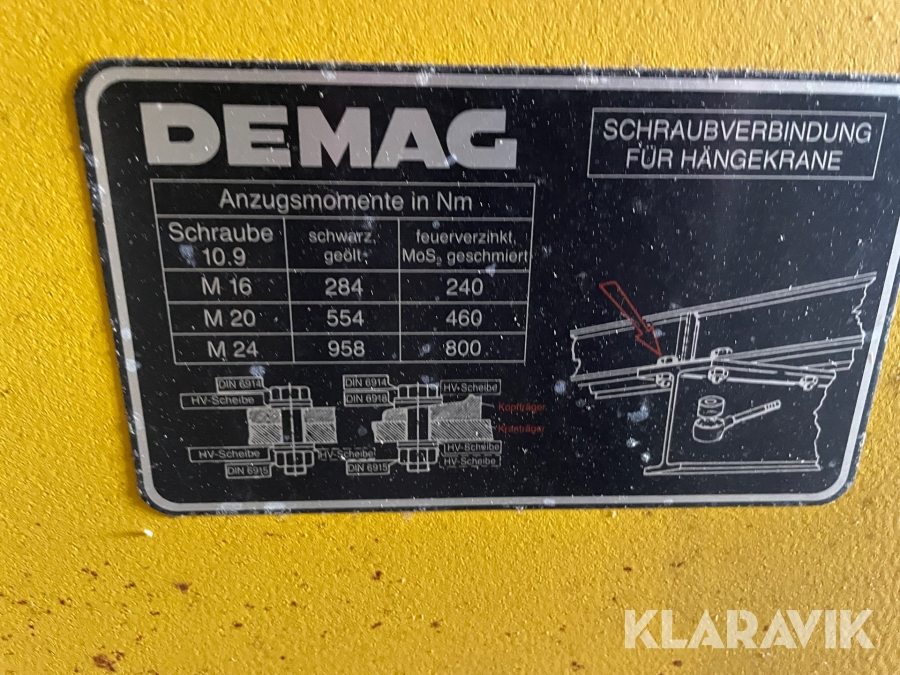 DEMAG
SCHRAUBVERBINDUNG
FÜR HÄNGEKRANE
Anzugsmomente in Nm
Schraube 10.9 schwarz, geölt feuerverzinkt, MoS₂ geschmiert
M 16 284 240
M 20 554 460
M 24 958 800
DIN 6914 DIN 6914 HV-Scheibe
HV-Scheibe DIN 6918
Kopfträger
Kranträger
HV-Scheibe HV-Scheibe HV-Scheibe
DIN 6915 DIN 6915 HV-Scheibe
KLARAVIK